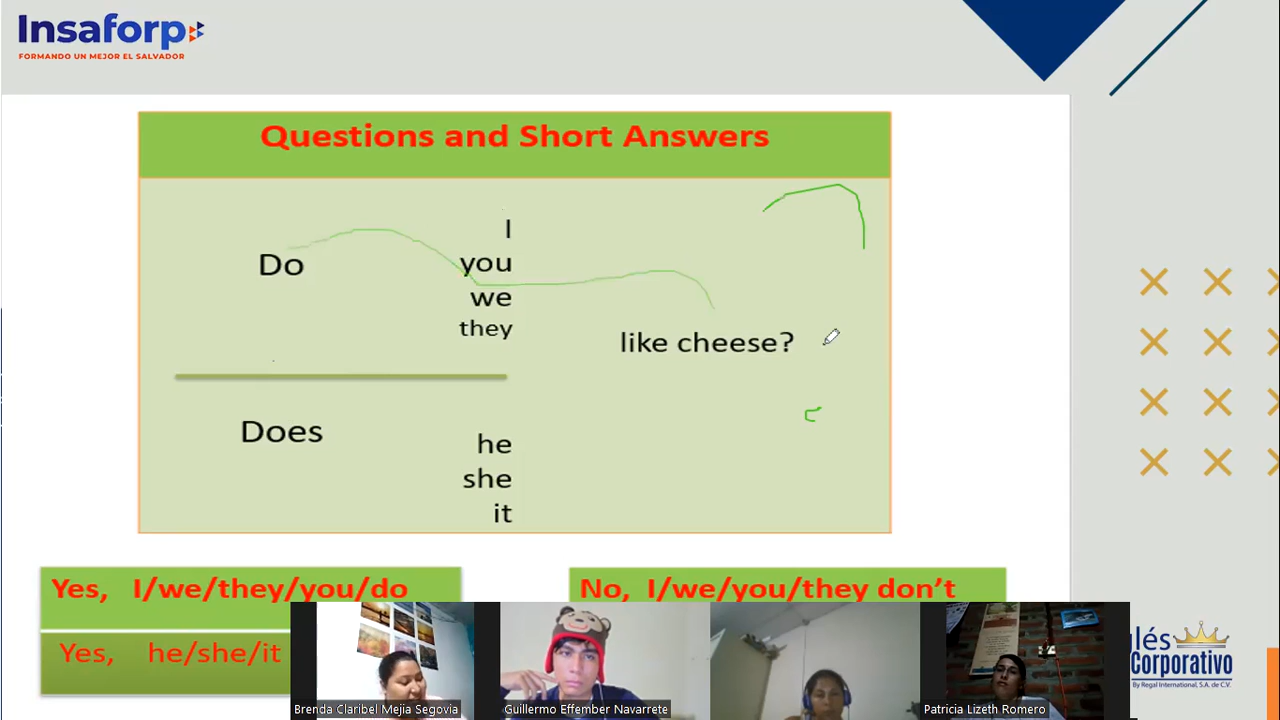 Insaforp
FORMANDO UN MEJOR EL SALVADOR
Questions and Short Answers
I
Do you
we
they
like cheese?
Does
he
she
it
Yes, I/we/they/you/do
No, I/we/you/they don’t
Yes, he/she/it
lés
Corporativo
By Regal International, S.A. de C.V.
Brenda Claribel Mejia Segovia
Guillermo Effember Navarrete
Patricia Lizeth Romero